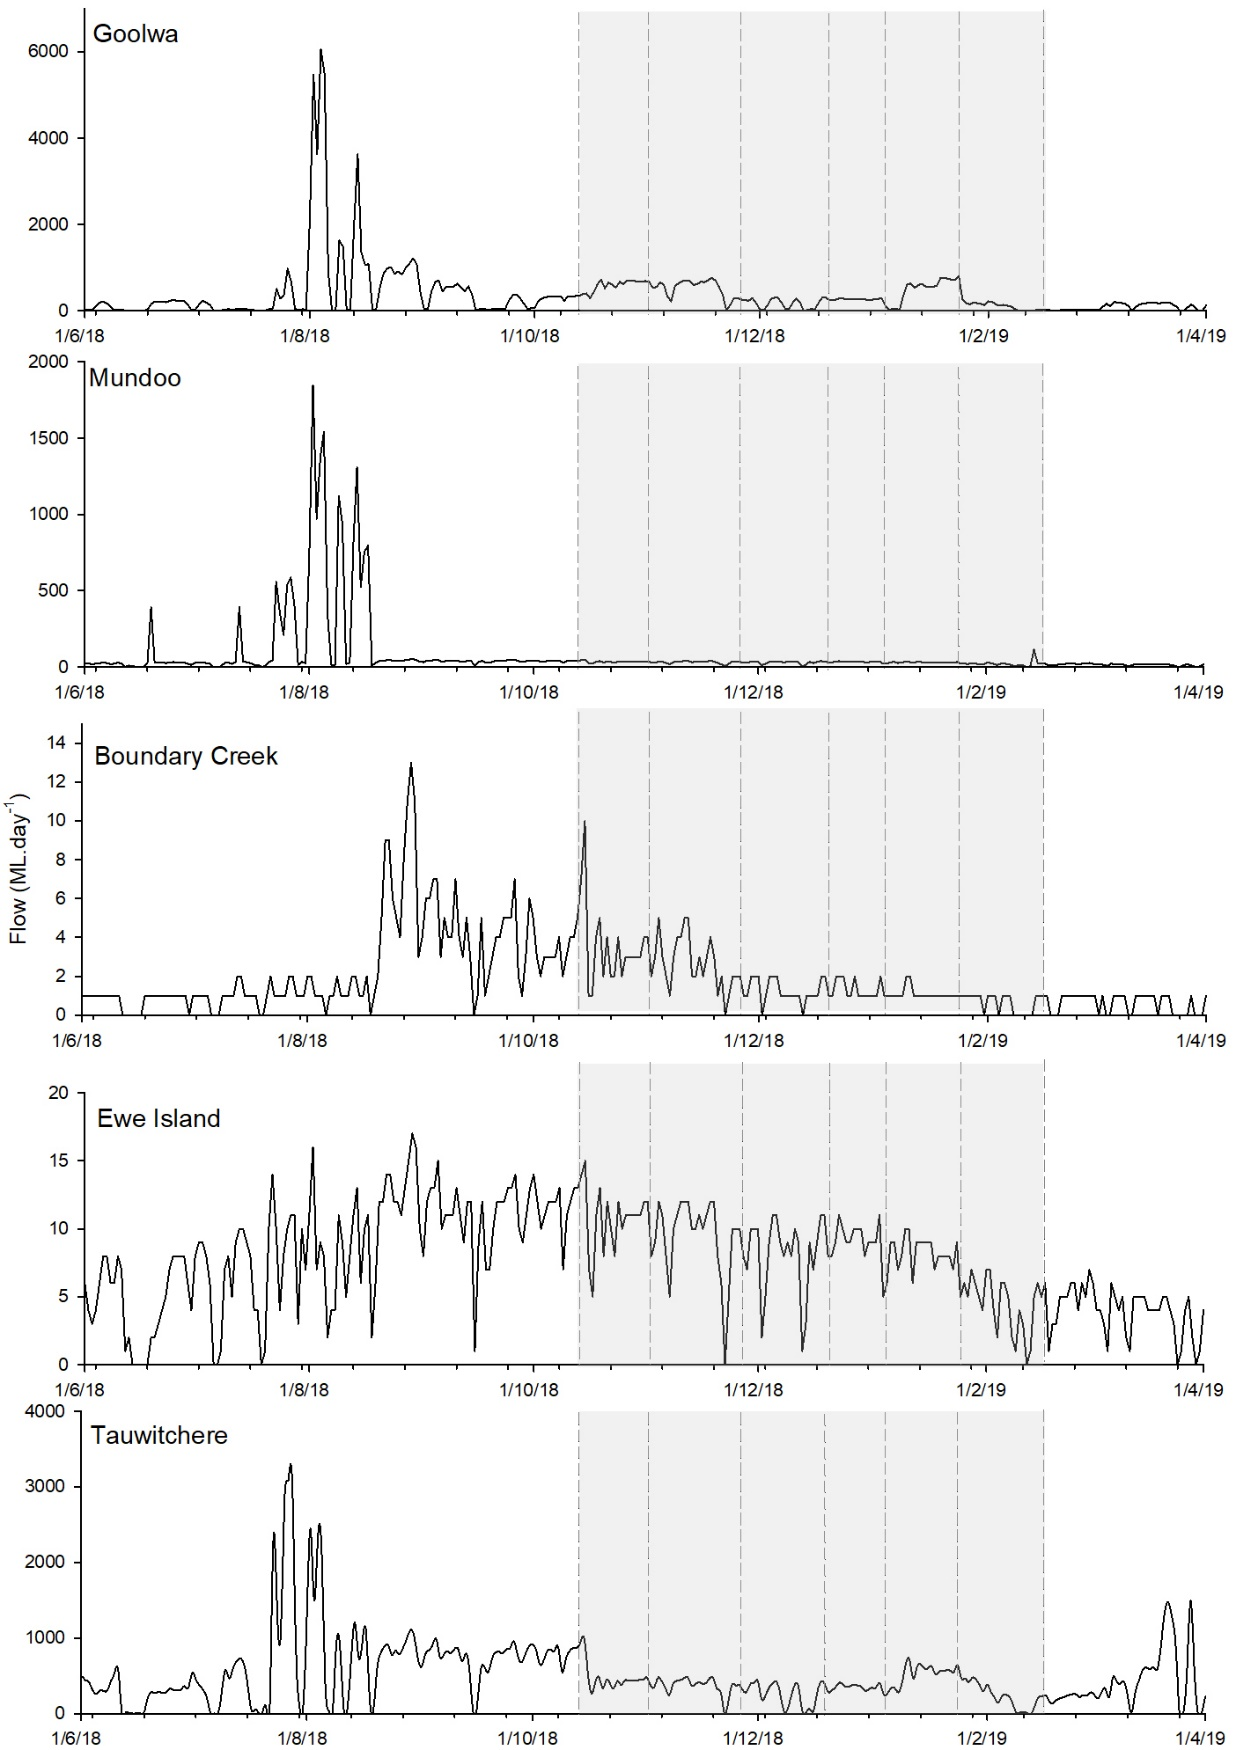 Goolwa
6000
4000
2000
0
1/6/18 1/8/18 1/10/18 1/12/18 1/2/19 1/4/19
2000
Mundoo
1500
1000
500
0
1/6/18 1/8/18 1/10/18 1/12/18 1/2/19 1/4/19
Flow (ML.day⁻¹)
14
Boundary Creek
12
10
8
6
4
2
0
1/6/18 1/8/18 1/10/18 1/12/18 1/2/19 1/4/19
20
Ewe Island
15
10
5
0
1/6/18 1/8/18 1/10/18 1/12/18 1/2/19 1/4/19
4000
Tauwitchere
3000
2000
1000
0
1/6/18 1/8/18 1/10/18 1/12/18 1/2/19 1/4/19